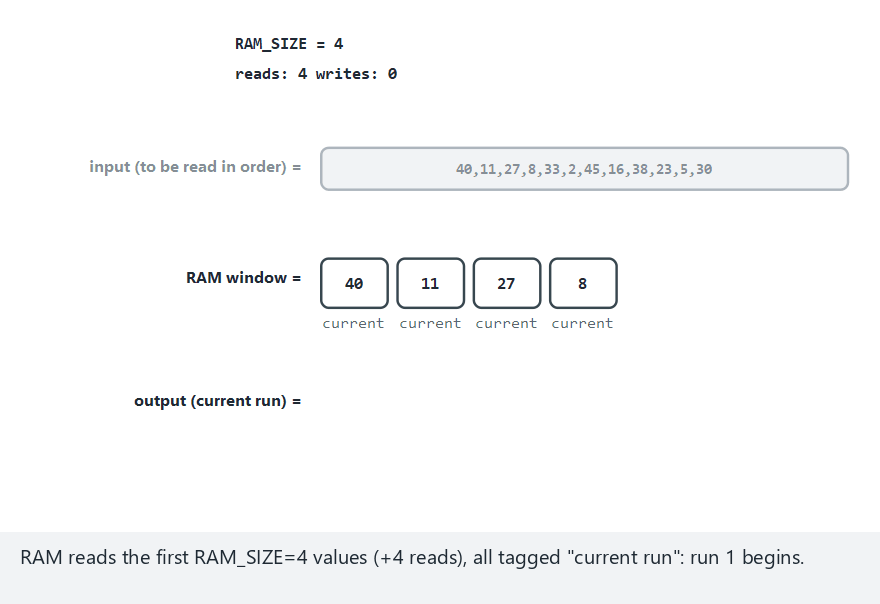 RAM_SIZE = 4
reads: 4 writes: 0
input (to be read in order) =
40,11,27,8,33,2,45,16,38,23,5,30
RAM window =
40 11 27 8
current current current current
output (current run) =
RAM reads the first RAM_SIZE=4 values (+4 reads), all tagged "current run": run 1 begins.